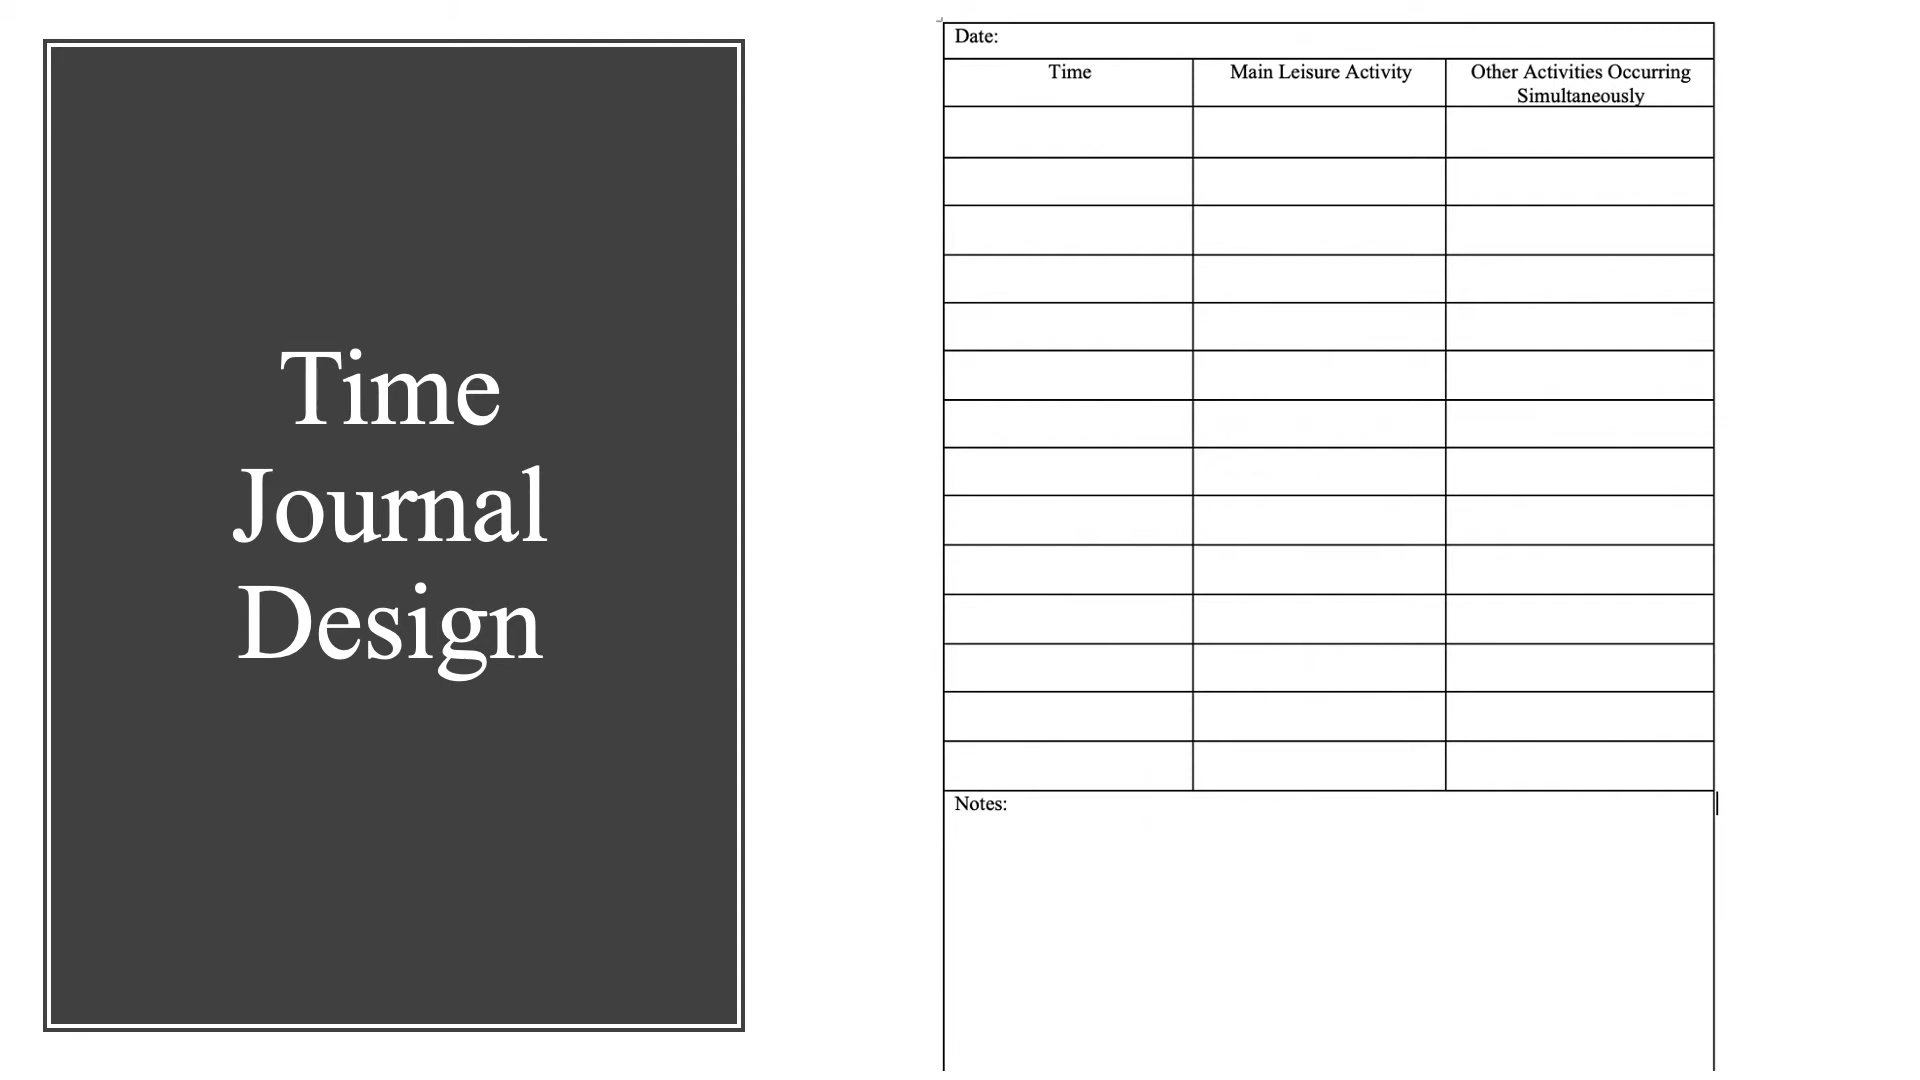 Time
Journal
Design
Date:
Time
Main Leisure Activity
Other Activities Occurring
Simultaneously
Notes: